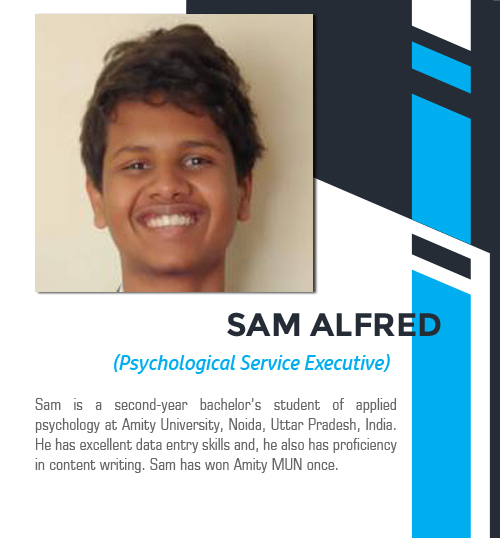 SAM ALFRED
(Psychological Service Executive)
Sam is a second-year bachelor's student of applied
psychology at Amity University, Noida, Uttar Pradesh, India.
He has excellent data entry skills and, he also has proficiency
in content writing. Sam has won Amity MUN once.